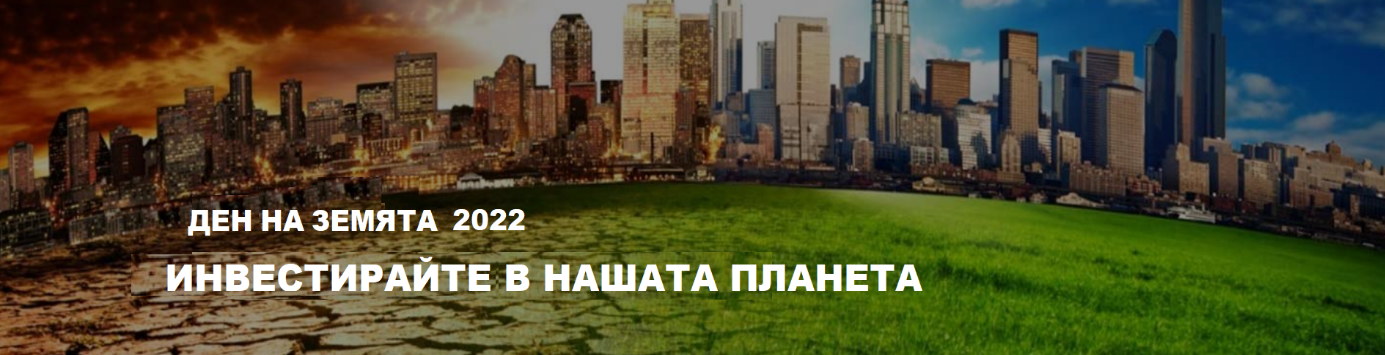 ДЕН НА ЗЕМЯТА 2022
ИНВЕСТИРАЙТЕ В НАШАТА ПЛАНЕТА